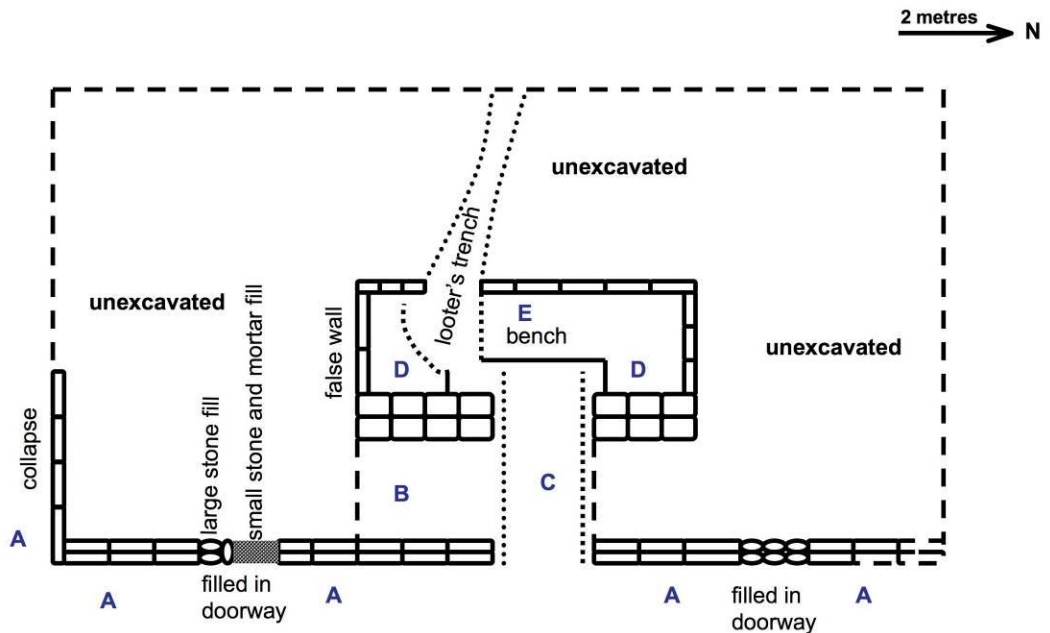 2 metres
N
unexcavated
unexcavated
looter's trench
E
bench
false wall
D
D
unexcavated
collapse
large stone fill
small stone and mortar fill
B
C
A
A
filled in
doorway
A
A
filled in
doorway
A